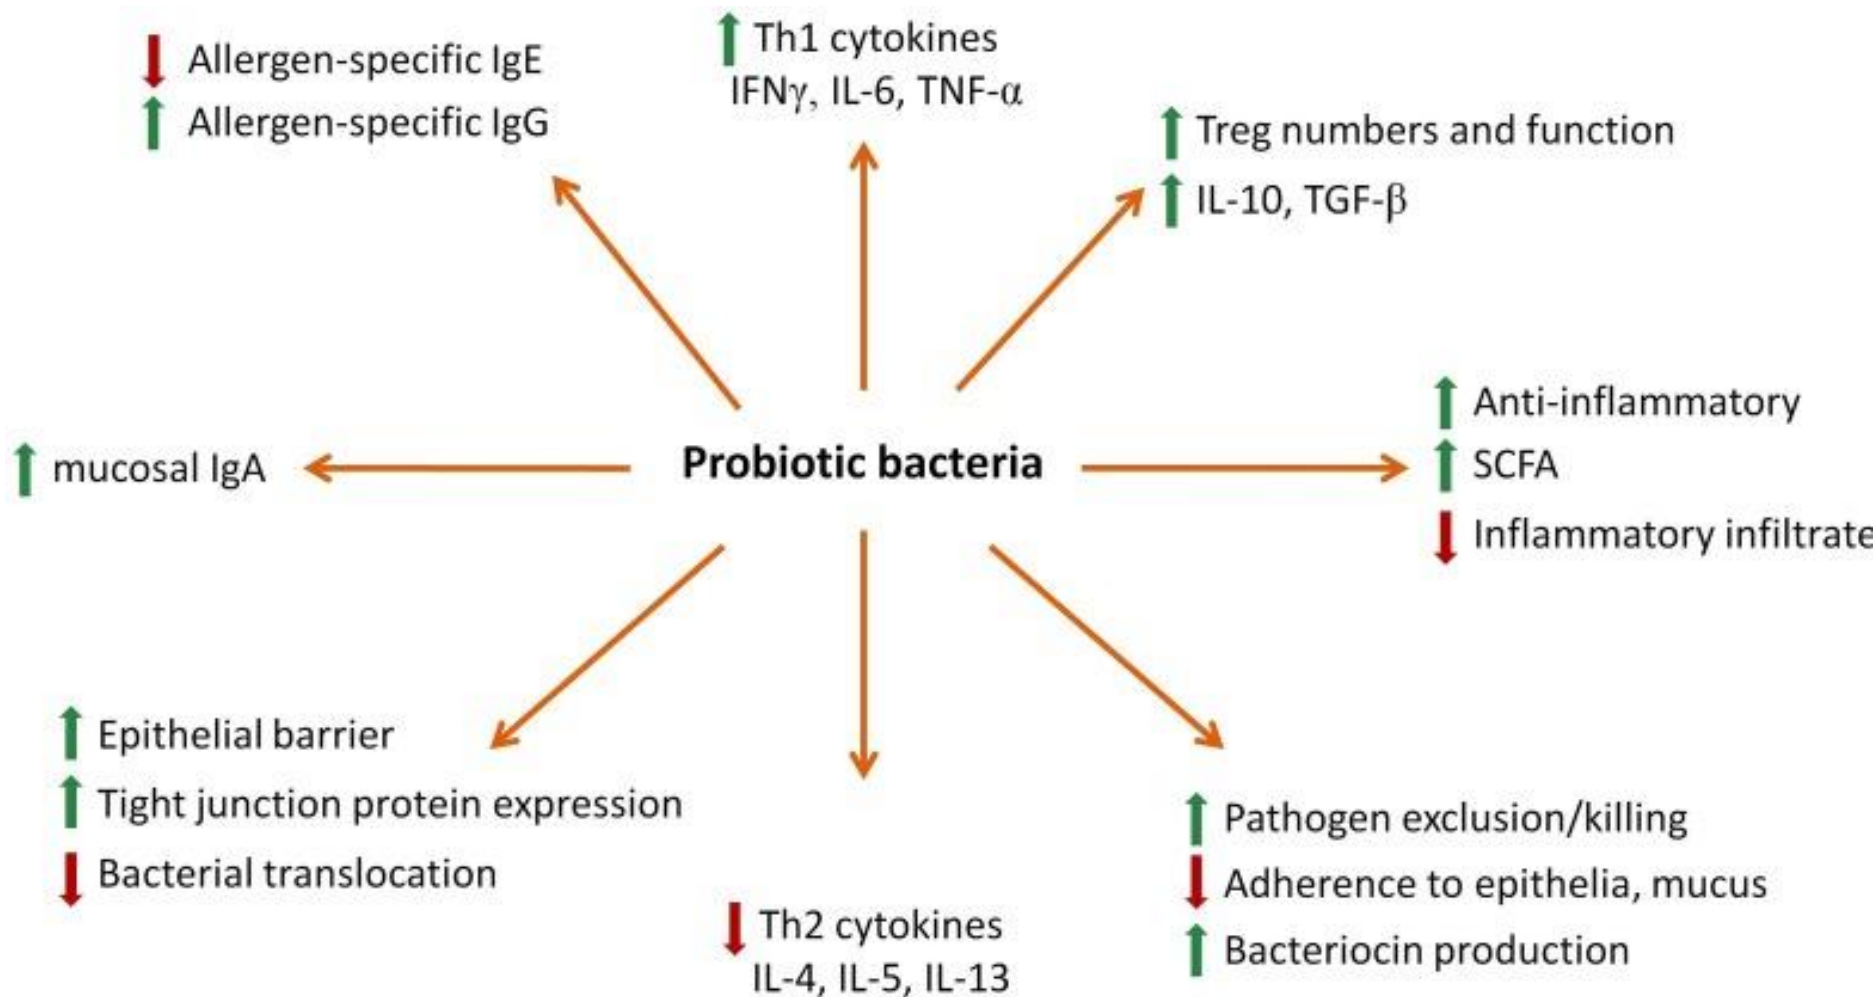 Allergen-specific IgE
Allergen-specific IgG
Th1 cytokines
IFNγ, IL-6, TNF-α
Treg numbers and function
IL-10, TGF-β
Anti-inflammatory
SCFA
Inflammatory infiltrate
mucosal IgA
Probiotic bacteria
Epithelial barrier
Tight junction protein expression
Bacterial translocation
Th2 cytokines
IL-4, IL-5, IL-13
Pathogen exclusion/killing
Adherence to epithelia, mucus
Bacteriocin production